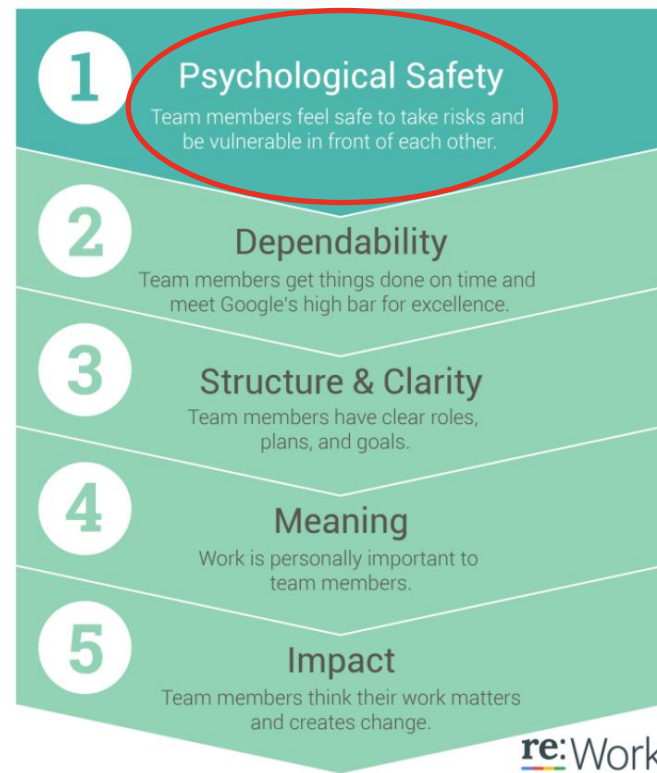 1
Psychological Safety
Team members feel safe to take risks and
be vulnerable in front of each other.
2
Dependability
Team members get things done on time and
meet Google's high bar for excellence.
3
Structure & Clarity
Team members have clear roles,
plans, and goals.
4
Meaning
Work is personally important to
team members.
5
Impact
Team members think their work matters
and creates change.
re:Work